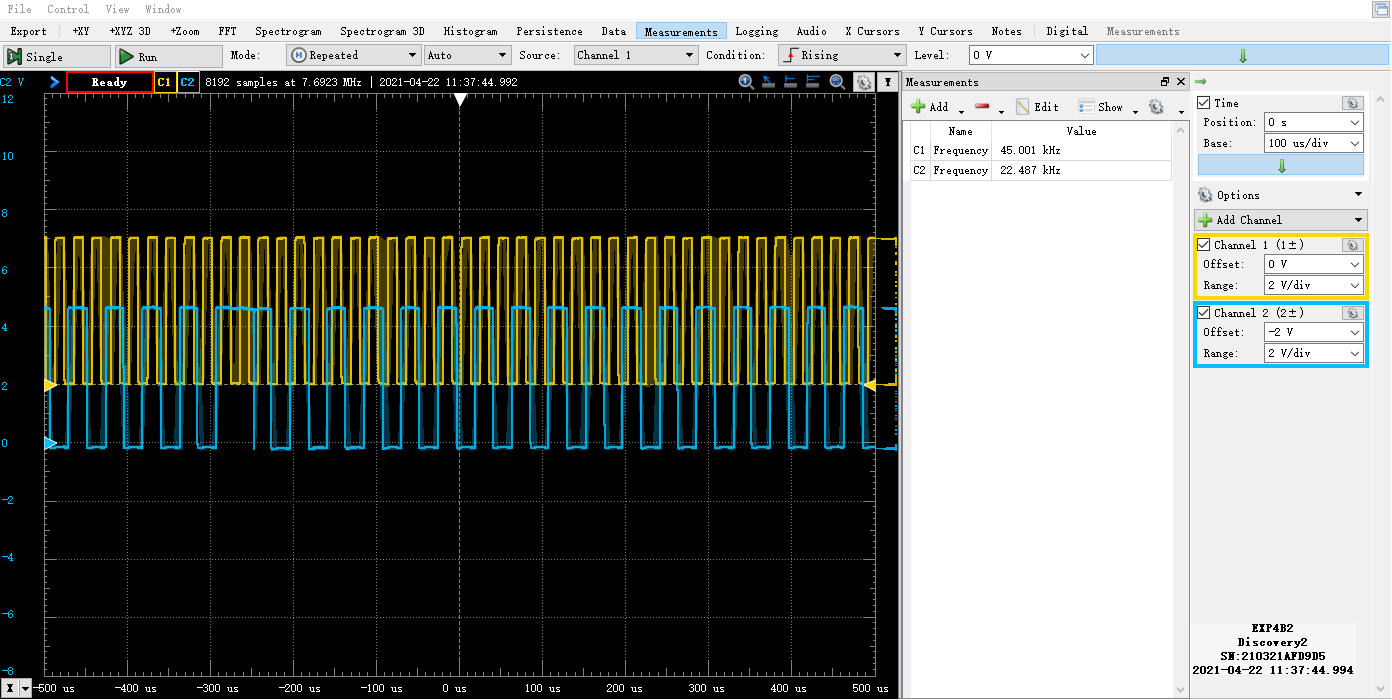 File Control View Window
Export +XY +XYZ 3D +Zoom FFT Spectrogram Spectrogram 3D Histogram Persistence Data Measurements Logging Audio X Cursors Y Cursors Notes Digital Measurements
Single Run Mode: Repeated Auto Source: Channel 1 Condition: Rising Level: 0 V
C2 V Ready C1 C2 8192 samples at 7.6923 MHz | 2021-04-22 11:37:44.992
12
10
8
6
4
2
0
-2
-4
-6
-8
X -500 us -400 us -300 us -200 us -100 us 0 us 100 us 200 us 300 us 400 us 500 us
Y
Measurements
Add Edit Show
Name Value
C1 Frequency 45.001 kHz
C2 Frequency 22.487 kHz
Time
Position: 0 s
Base: 100 us/div
Options
Add Channel
Channel 1 (1±)
Offset: 0 V
Range: 2 V/div
Channel 2 (2±)
Offset: -2 V
Range: 2 V/div
EXP4B2
Discovery2
SN:210321AFD9D5
2021-04-22 11:37:44.994